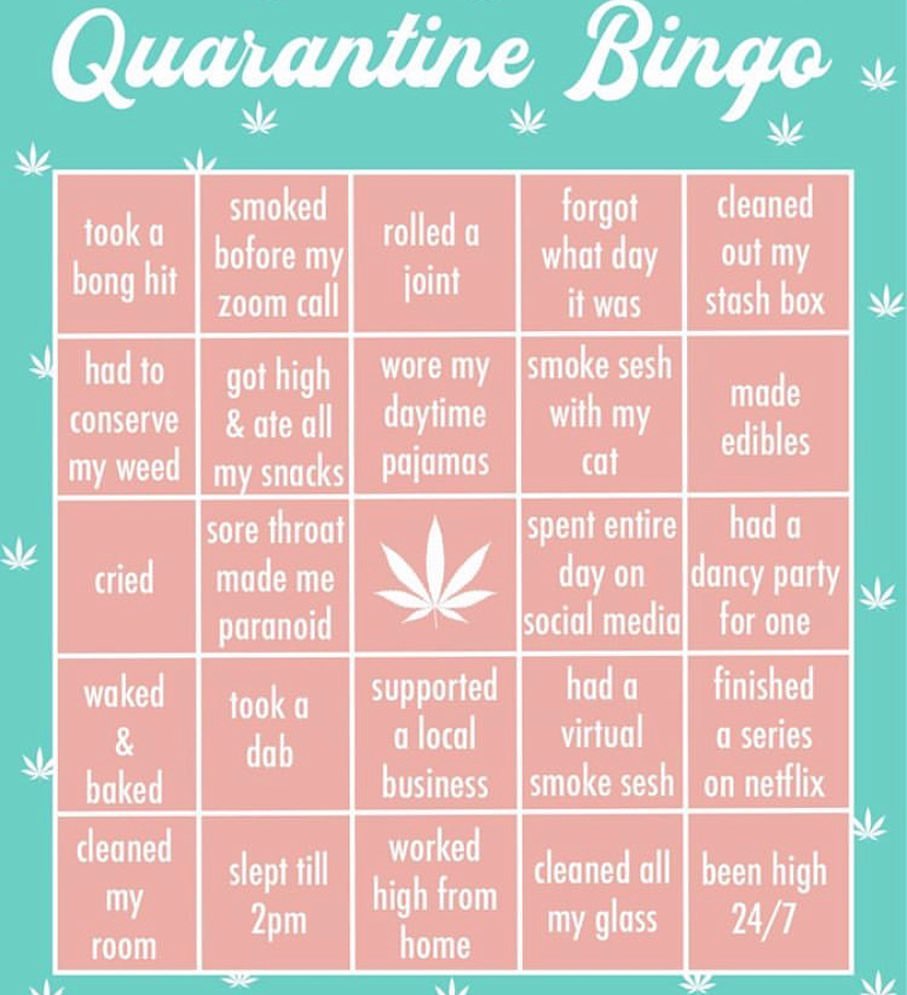 Quarantine Bingo
took a
bong hit
smoked
bofore my
zoom call
rolled a
joint
forgot
what day
it was
cleaned
out my
stash box
had to
conserve
my weed
got high
& ate all
my snacks
wore my
daytime
pajamas
smoke sesh
with my
cat
made
edibles
cried
sore throat
made me
paranoid
spent entire
day on
social media
had a
dancy party
for one
waked
&
baked
took a
dab
supported
a local
business
had a
virtual
smoke sesh
finished
a series
on netflix
cleaned
my
room
slept till
2pm
worked
high from
home
cleaned all
my glass
been high
24/7